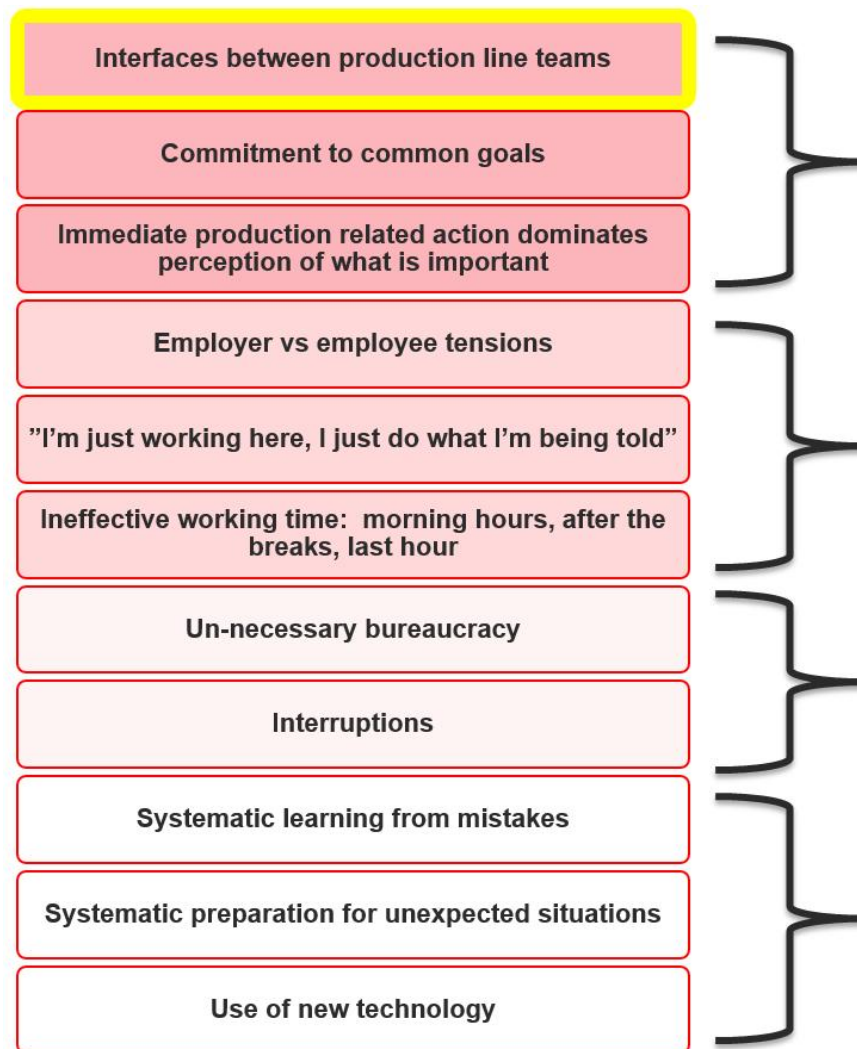 Interfaces between production line teams
Commitment to common goals
Immediate production related action dominates
perception of what is important
Employer vs employee tensions
”I’m just working here, I just do what I’m being told”
Ineffective working time:  morning hours, after the
breaks, last hour
Un-necessary bureaucracy
Interruptions
Systematic learning from mistakes
Systematic preparation for unexpected situations
Use of new technology